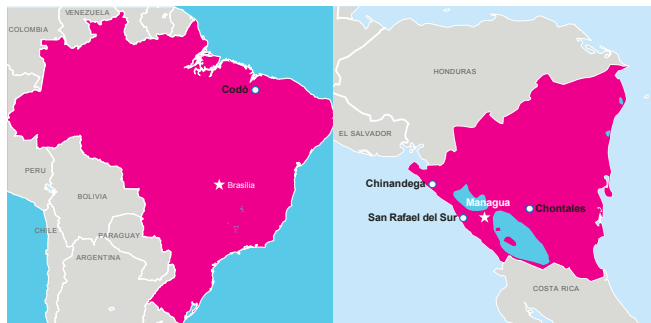 VENEZUELA
COLOMBIA
Codó
PERU
Brasilia
BOLIVIA
CHILE
PARAGUAY
ARGENTINA
HONDURAS
EL SALVADOR
Chinandega
Managua
Chontales
San Rafael del Sur
COSTA RICA